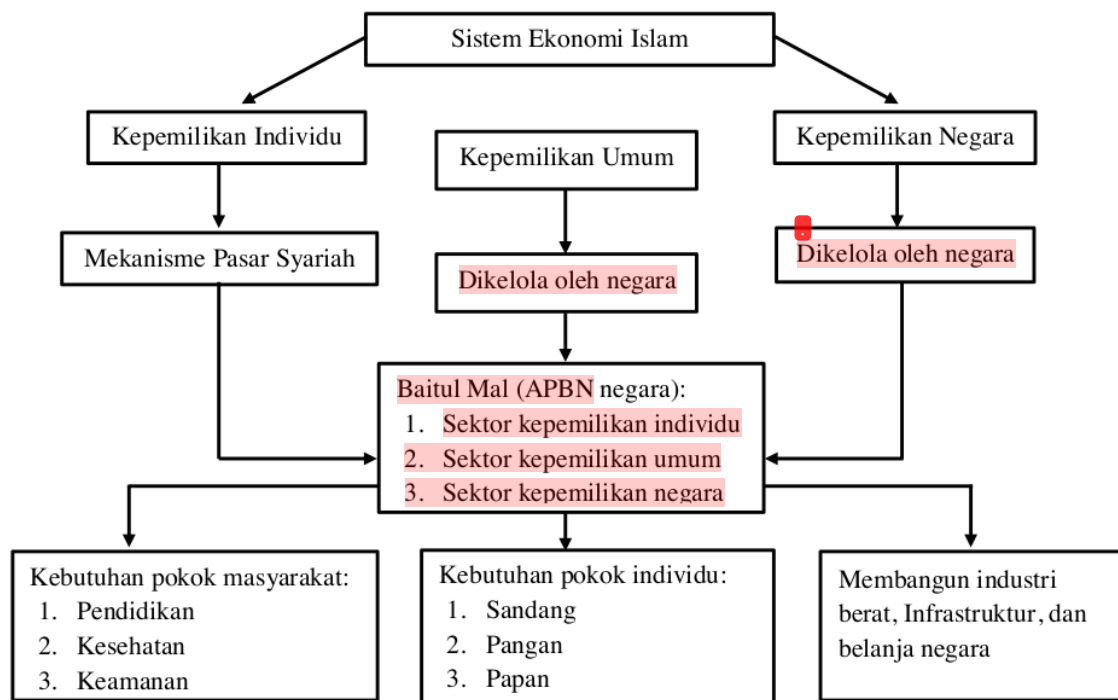 Sistem Ekonomi Islam
Kepemilikan Individu
Kepemilikan Umum
Kepemilikan Negara
Mekanisme Pasar Syariah
Dikelola oleh negara
Dikelola oleh negara
Baitul Mal (APBN negara):
1. Sektor kepemilikan individu
2. Sektor kepemilikan umum
3. Sektor kepemilikan negara
Kebutuhan pokok masyarakat:
1. Pendidikan
2. Kesehatan
3. Keamanan
Kebutuhan pokok individu:
1. Sandang
2. Pangan
3. Papan
Membangun industri
berat, Infrastruktur, dan
belanja negara